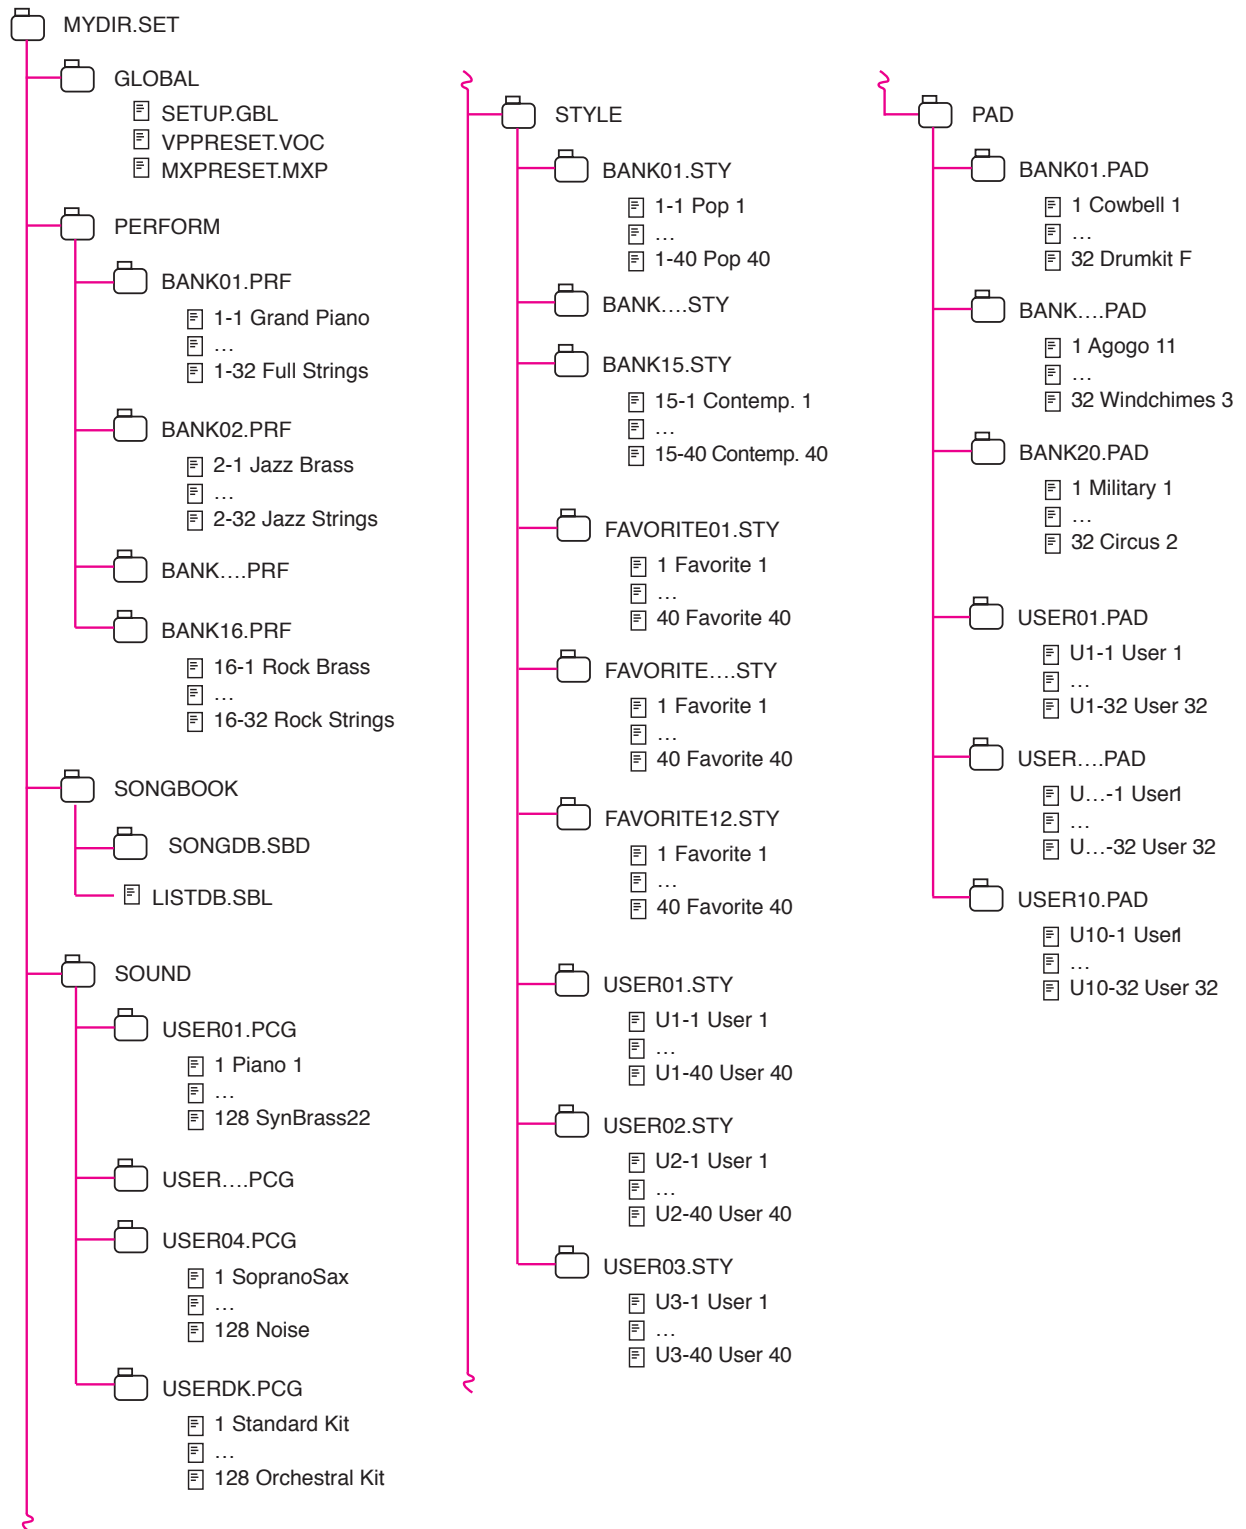 MYDIR.SET
GLOBAL
SETUP.GBL
VPPRESET.VOC
MXPRESET.MXP
PERFORM
BANK01.PRF
1-1 Grand Piano
…
1-32 Full Strings
BANK02.PRF
2-1 Jazz Brass
…
2-32 Jazz Strings
BANK….PRF
BANK16.PRF
16-1 Rock Brass
…
16-32 Rock Strings
SONGBOOK
SONGDB.SBD
LISTDB.SBL
SOUND
USER01.PCG
1 Piano 1
…
128 SynBrass22
USER….PCG
USER04.PCG
1 SopranoSax
…
128 Noise
USERDK.PCG
1 Standard Kit
…
128 Orchestral Kit
STYLE
BANK01.STY
1-1 Pop 1
…
1-40 Pop 40
BANK….STY
BANK15.STY
15-1 Contemp. 1
…
15-40 Contemp. 40
FAVORITE01.STY
1 Favorite 1
…
40 Favorite 40
FAVORITE….STY
1 Favorite 1
…
40 Favorite 40
FAVORITE12.STY
1 Favorite 1
…
40 Favorite 40
USER01.STY
U1-1 User 1
…
U1-40 User 40
USER02.STY
U2-1 User 1
…
U2-40 User 40
USER03.STY
U3-1 User 1
…
U3-40 User 40
PAD
BANK01.PAD
1 Cowbell 1
…
32 Drumkit F
BANK….PAD
1 Agogo 11
…
32 Windchimes 3
BANK20.PAD
1 Military 1
…
32 Circus 2
USER01.PAD
U1-1 User 1
…
U1-32 User 32
USER….PAD
U…-1 User1
…
U…-32 User 32
USER10.PAD
U10-1 User1
…
U10-32 User 32